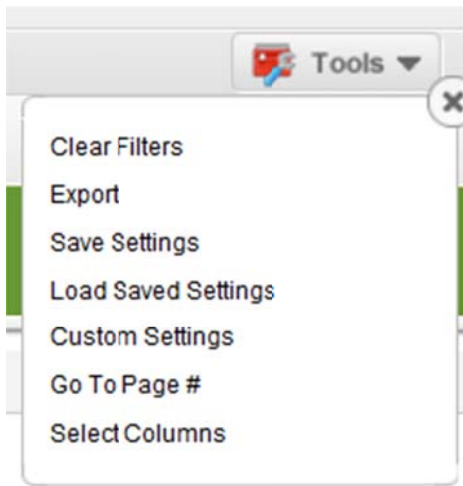 Tools
Clear Filters
Export
Save Settings
Load Saved Settings
Custom Settings
Go To Page #
Select Columns